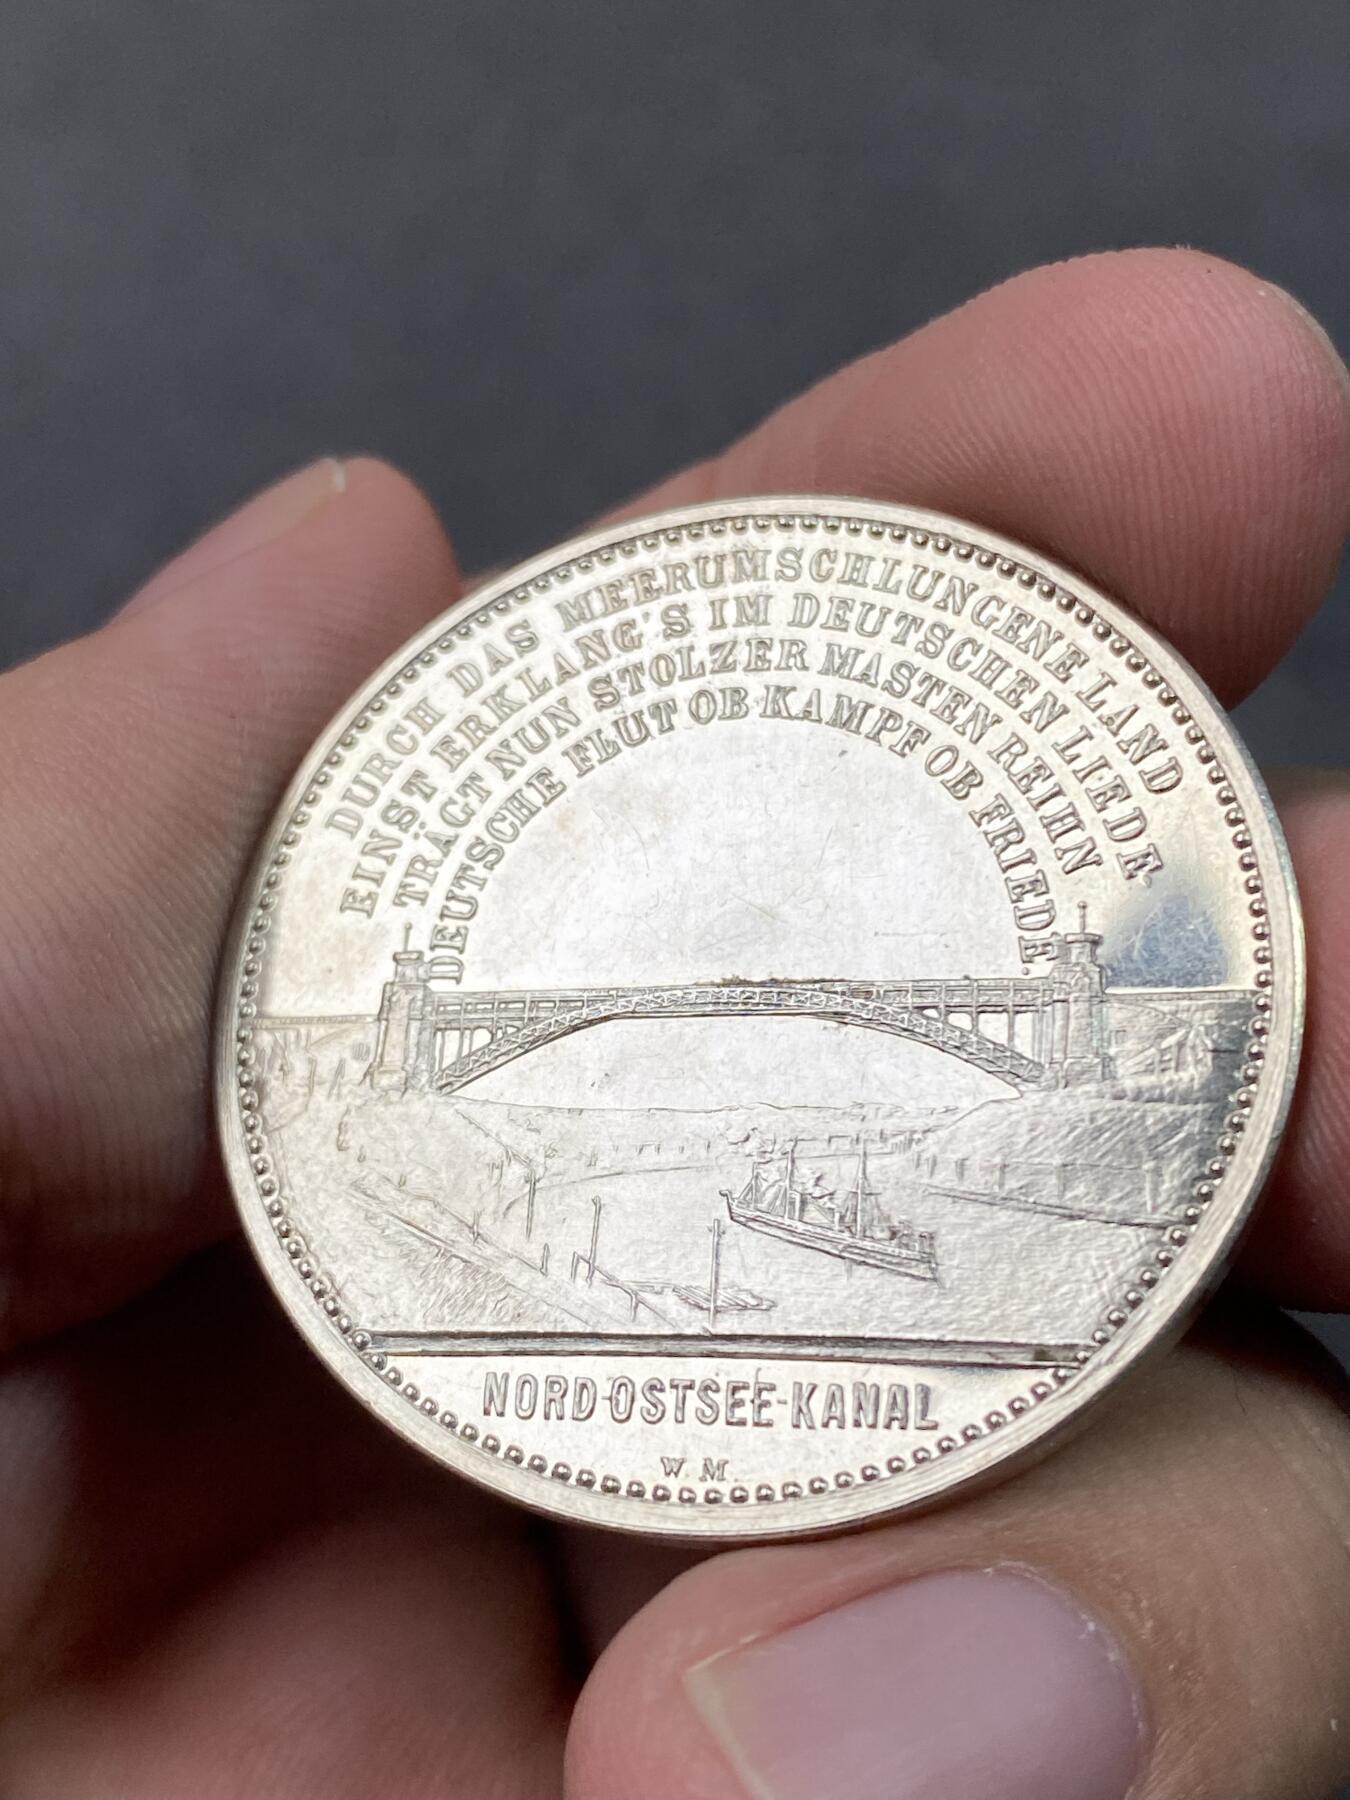 DURCH DAS MEERUMSCHLUNGENE LAND
EINST ERKLANG'S IM DEUTSCHEN LIEDE.
TRÄGT NUN STOLZER MASTEN REIHN
DEUTSCHE FLUT OB KAMPF OB FRIEDE.
NORD-OSTSEE-KANAL
W. M.